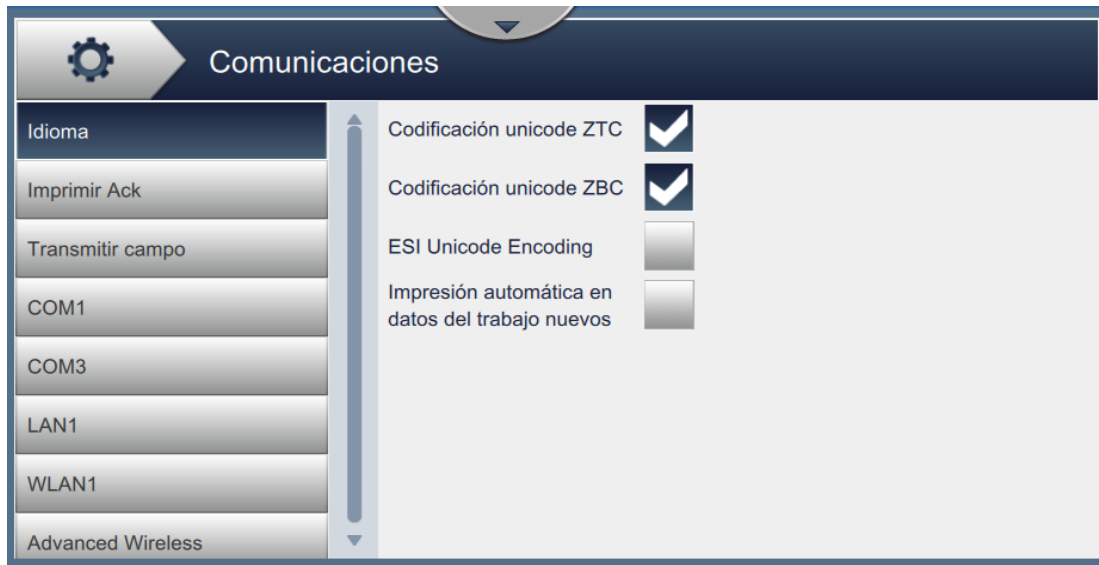 Comunicaciones
Idioma
Imprimir Ack
Transmitir campo
COM1
COM3
LAN1
WLAN1
Advanced Wireless
Codificación unicode ZTC
Codificación unicode ZBC
ESI Unicode Encoding
Impresión automática en
datos del trabajo nuevos